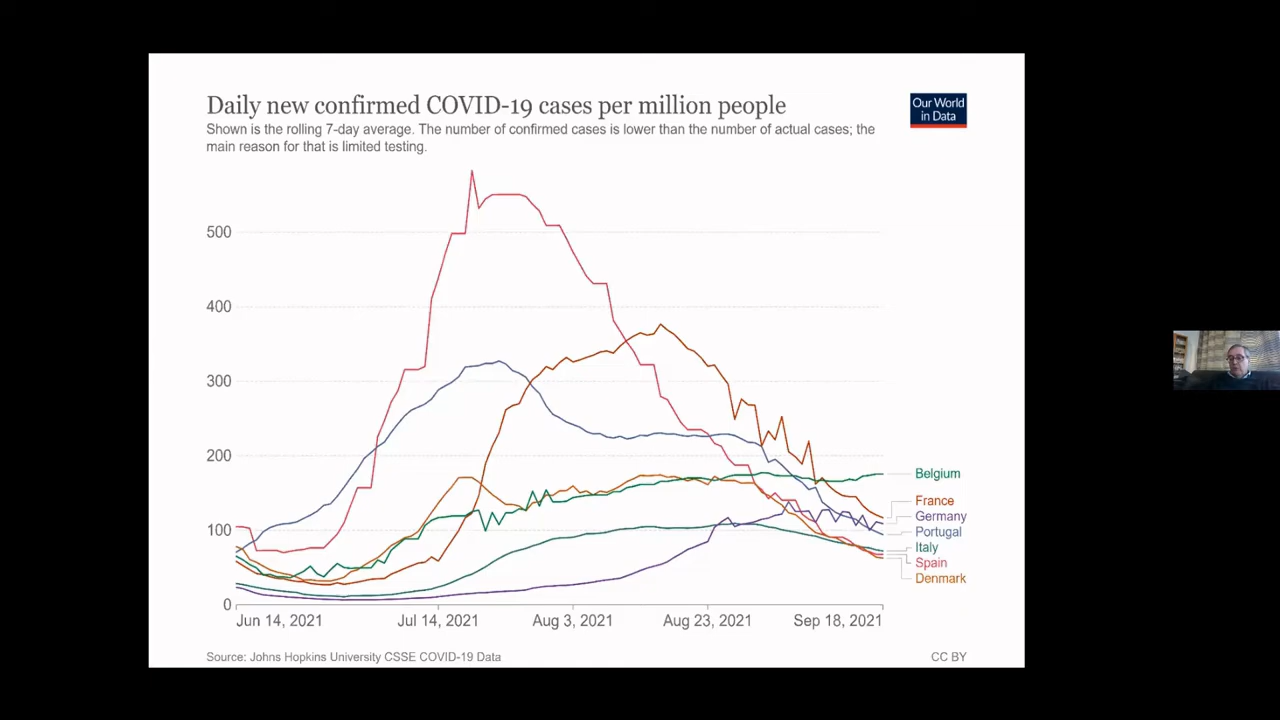 Daily new confirmed COVID-19 cases per million people
Shown is the rolling 7-day average. The number of confirmed cases is lower than the number of actual cases; the
main reason for that is limited testing.
Our World
in Data
500
400
300
200
100
0
Jun 14, 2021
Jul 14, 2021
Aug 3, 2021
Aug 23, 2021
Sep 18, 2021
Belgium
France
Germany
Portugal
Italy
Spain
Denmark
Source: Johns Hopkins University CSSE COVID-19 Data
CC BY